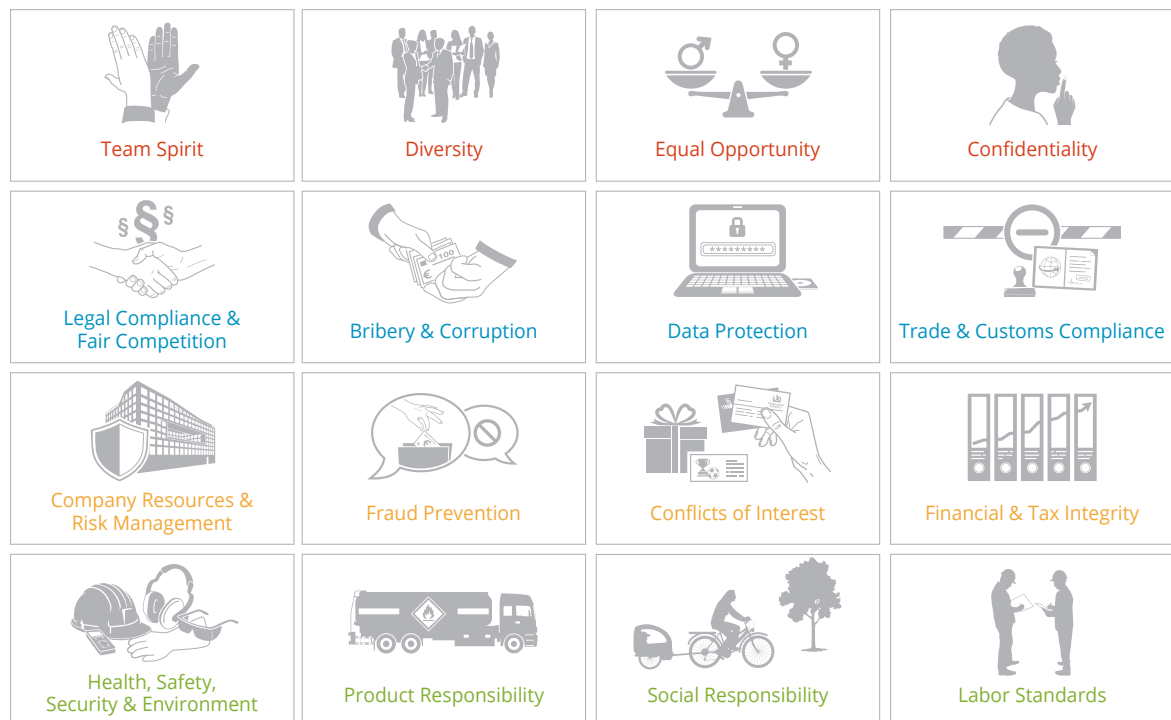 Team Spirit
Diversity
Equal Opportunity
Confidentiality
§ § §
100
€
*********
Legal Compliance &
Fair Competition
Bribery & Corruption
Data Protection
Trade & Customs Compliance
Company Resources &
Risk Management
Fraud Prevention
Conflicts of Interest
Financial & Tax Integrity
Health, Safety,
Security & Environment
Product Responsibility
Social Responsibility
Labor Standards